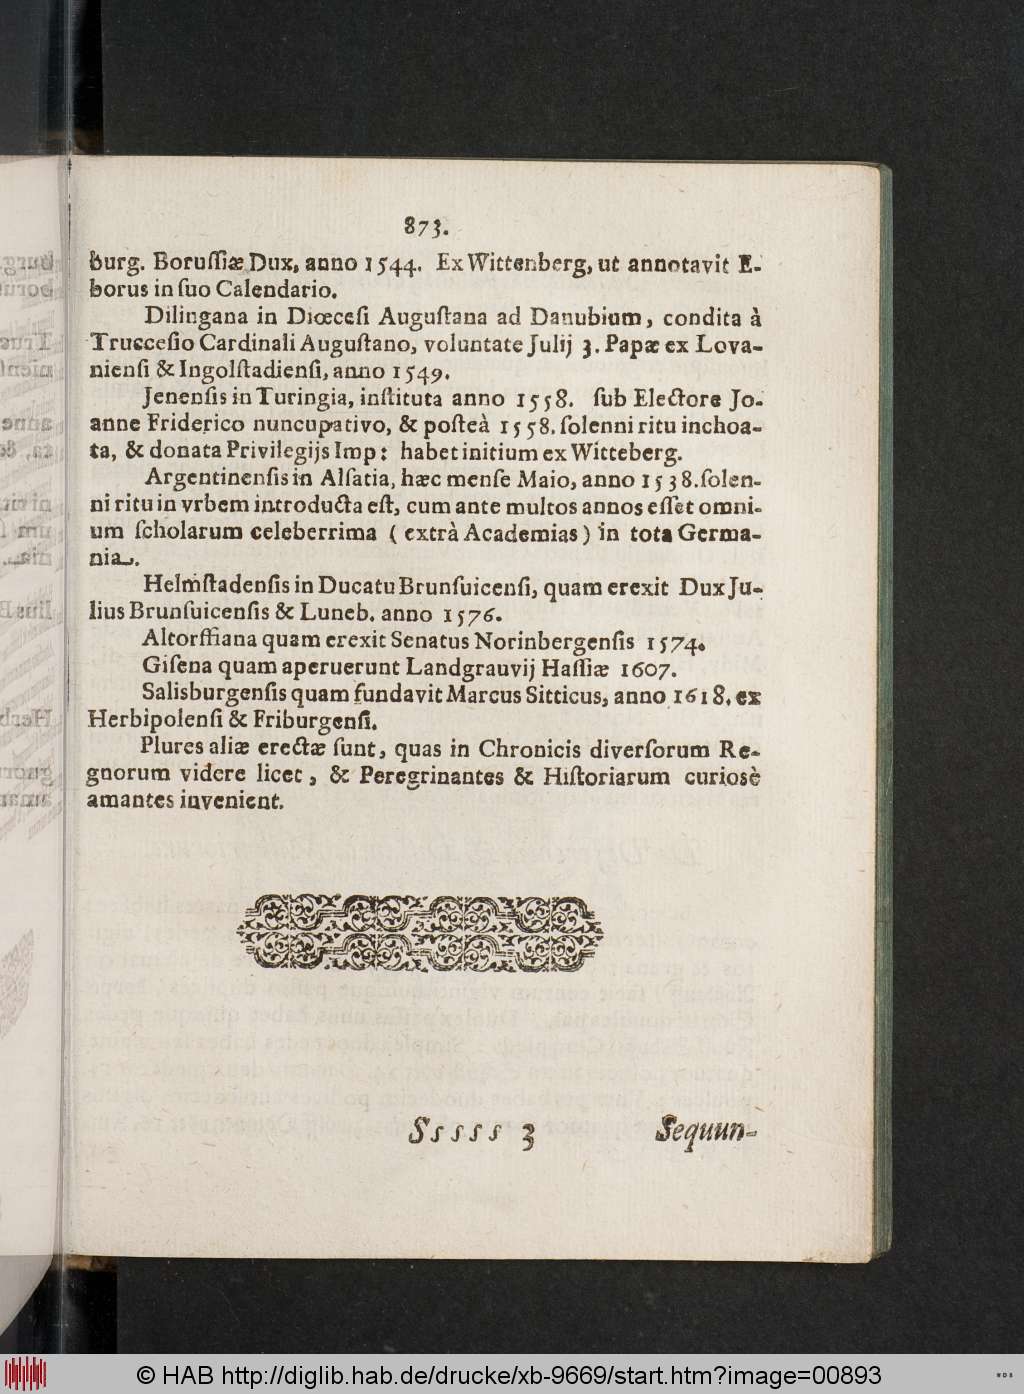 873.
burg. Borussiæ Dux, anno 1544. Ex Wittenberg, ut annotavit E-
borus in suo Calendario.
Dilingana in Diœcesi Augustana ad Danubium, condita à
Truccesio Cardinali Augustano, voluntate Julij 3. Papæ ex Lova-
niensi & Ingolstadiensi, anno 1549.
Jenensis in Turingia, instituta anno 1558. sub Electore Jo-
anne Friderico nuncupativo, & posteà 1558. solenni ritu inchoa-
ta, & donata Privilegijs Imp: habet initium ex Witteberg.
Argentinensis in Alsatia, hæc mense Maio, anno 1538. solen-
ni ritu in vrbem introducta est, cum ante multos annos esset omni-
um scholarum celeberrima ( extrà Academias ) in tota Germa-
nia.
Helmstadensis in Ducatu Brunsuicensi, quam erexit Dux Ju-
lius Brunsuicensis & Luneb. anno 1576.
Altorffiana quam erexit Senatus Norinbergensis 1574.
Gisena quam aperuerunt Landgrauvij Hassiæ 1607.
Salisburgensis quam fundavit Marcus Sitticus, anno 1618. ex
Herbipolensi & Friburgensi.
Plures aliæ erectæ sunt, quas in Chronicis diversorum Re-
gnorum videre licet, & Peregrinantes & Historiarum curiosè
amantes invenient.
Sssss 3 Sequun-
© HAB http://diglib.hab.de/drucke/xb-9669/start.htm?image=00893